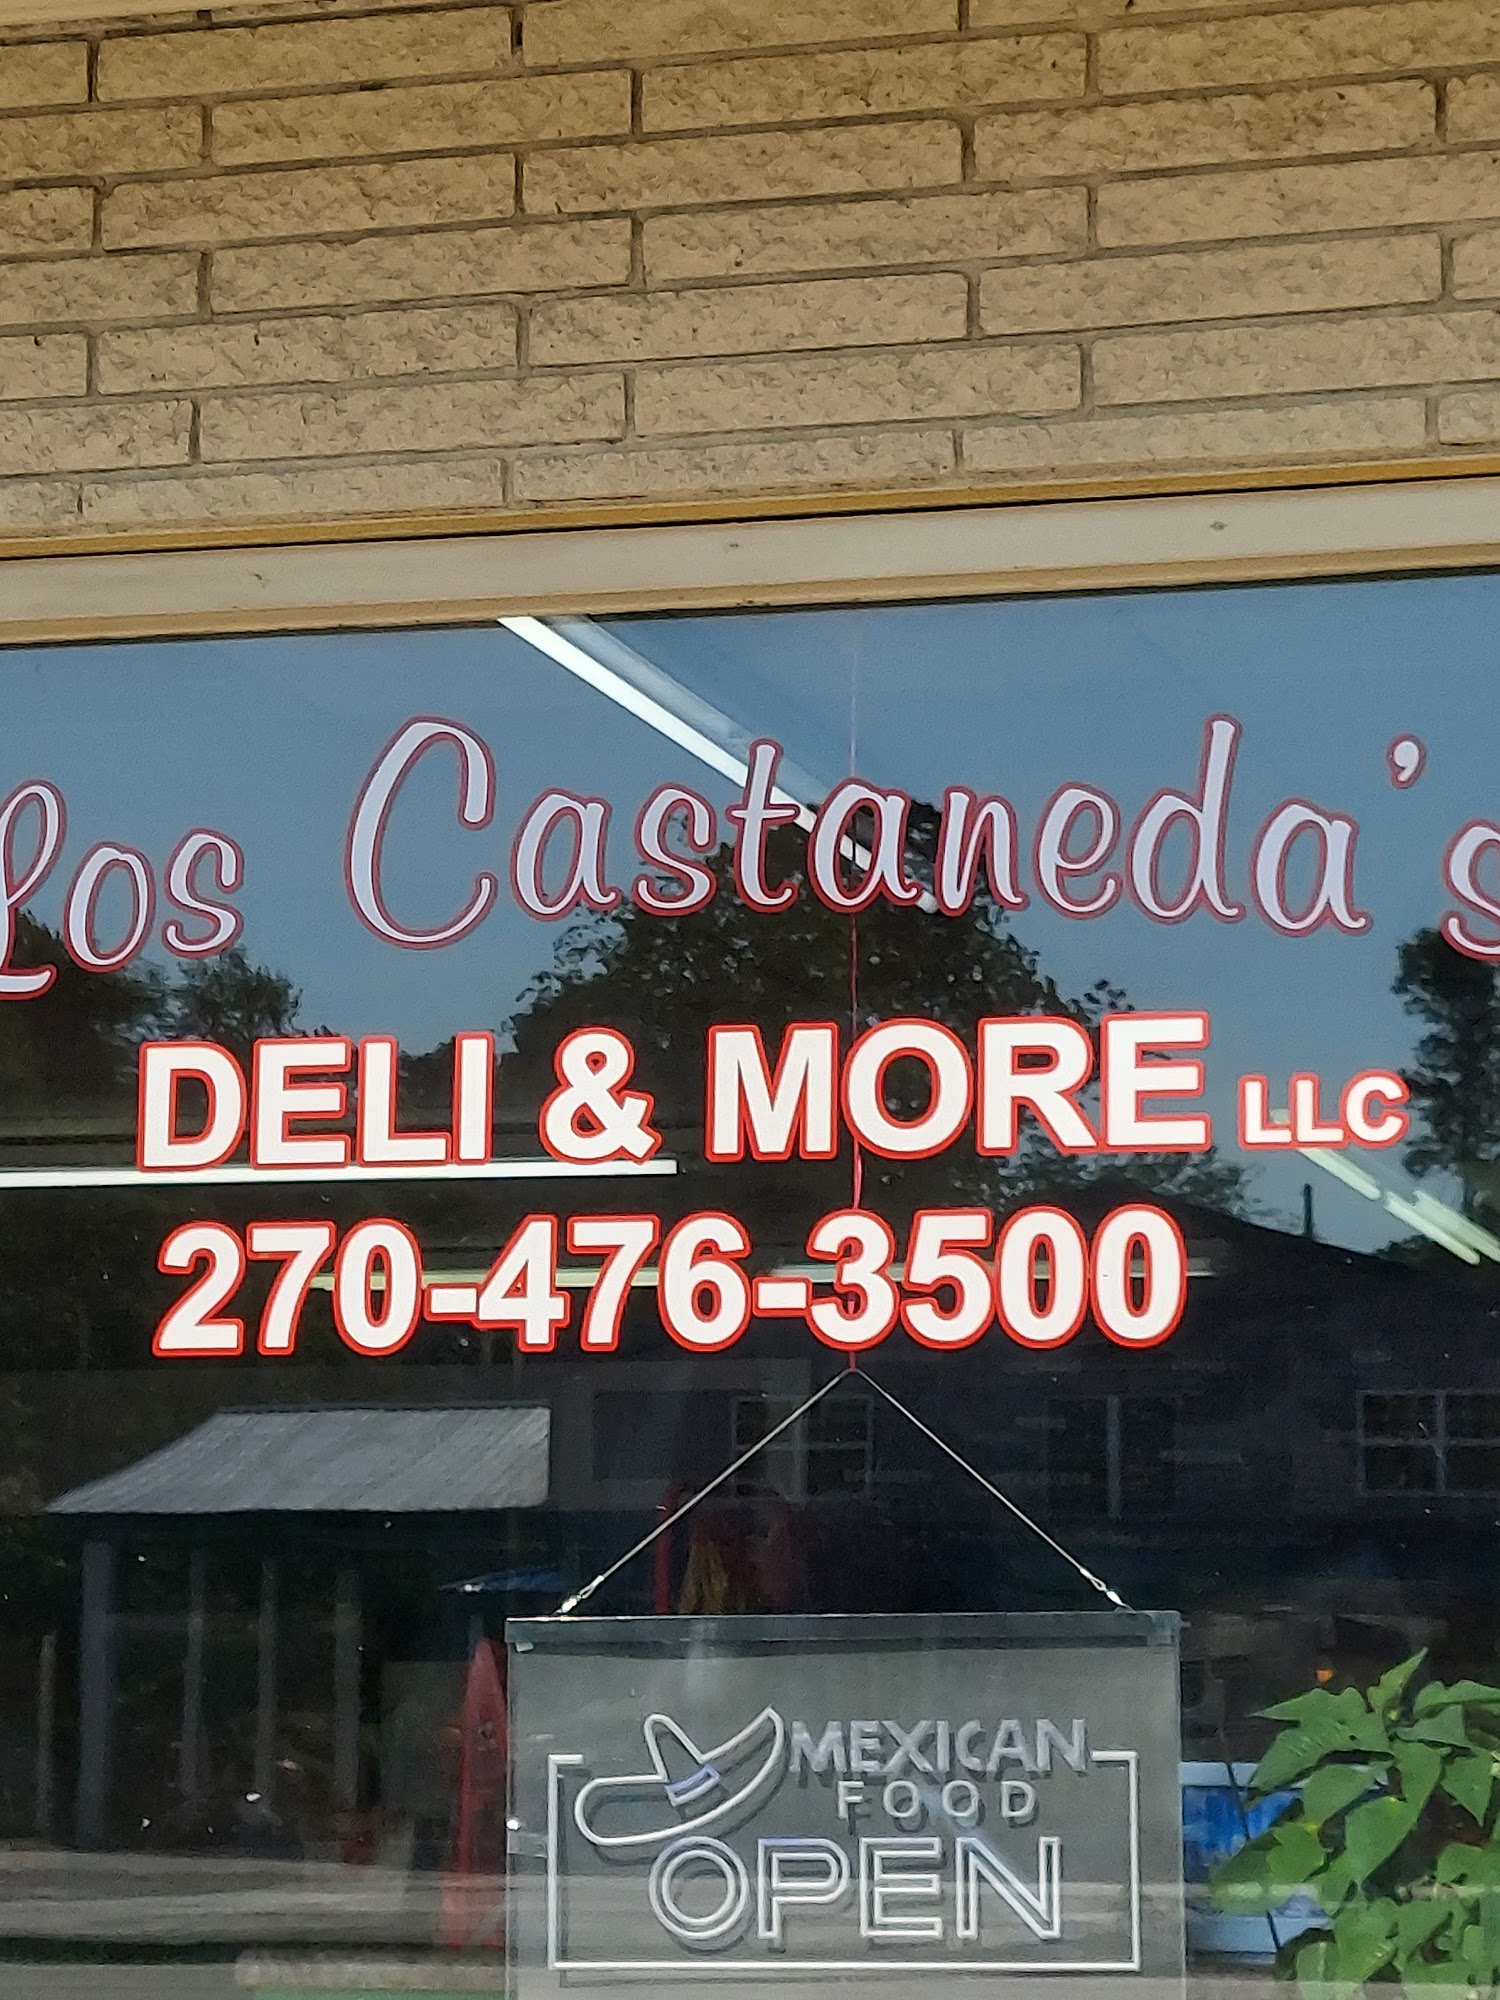 Los Castaneda's
DELI & MORE LLC
270-476-3500
MEXICAN
FOOD
OPEN